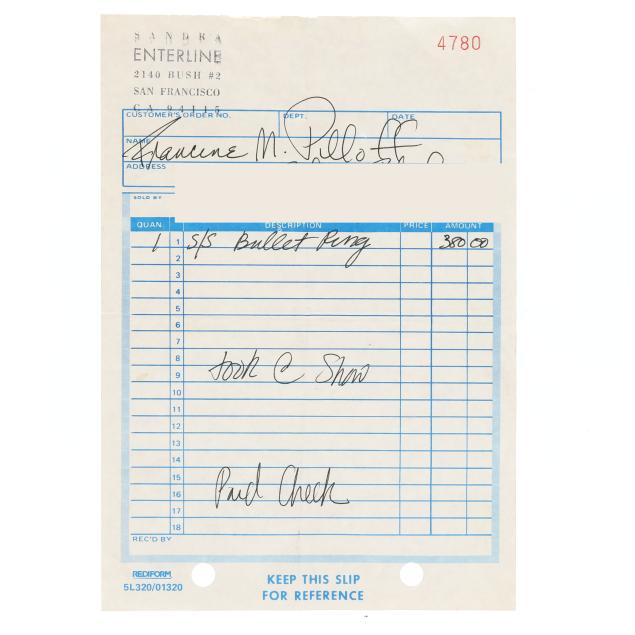 SANDRA
ENTERLINE
2140 BUSH #2
SAN FRANCISCO
CA 94115
4780
CUSTOMER'S ORDER NO. DEPT. DATE
NAME Francine M. Pilloff
ADDRESS
SOLD BY
QUAN. DESCRIPTION PRICE AMOUNT
1 1 S/S Bullet Ring 380 00
2
3
4
5
6
7
8
took @ Show
9
10
11
12
13
14
15
Paid Check
16
17
18
REC'D BY
REDIFORM
5L320/01320
KEEP THIS SLIP
FOR REFERENCE